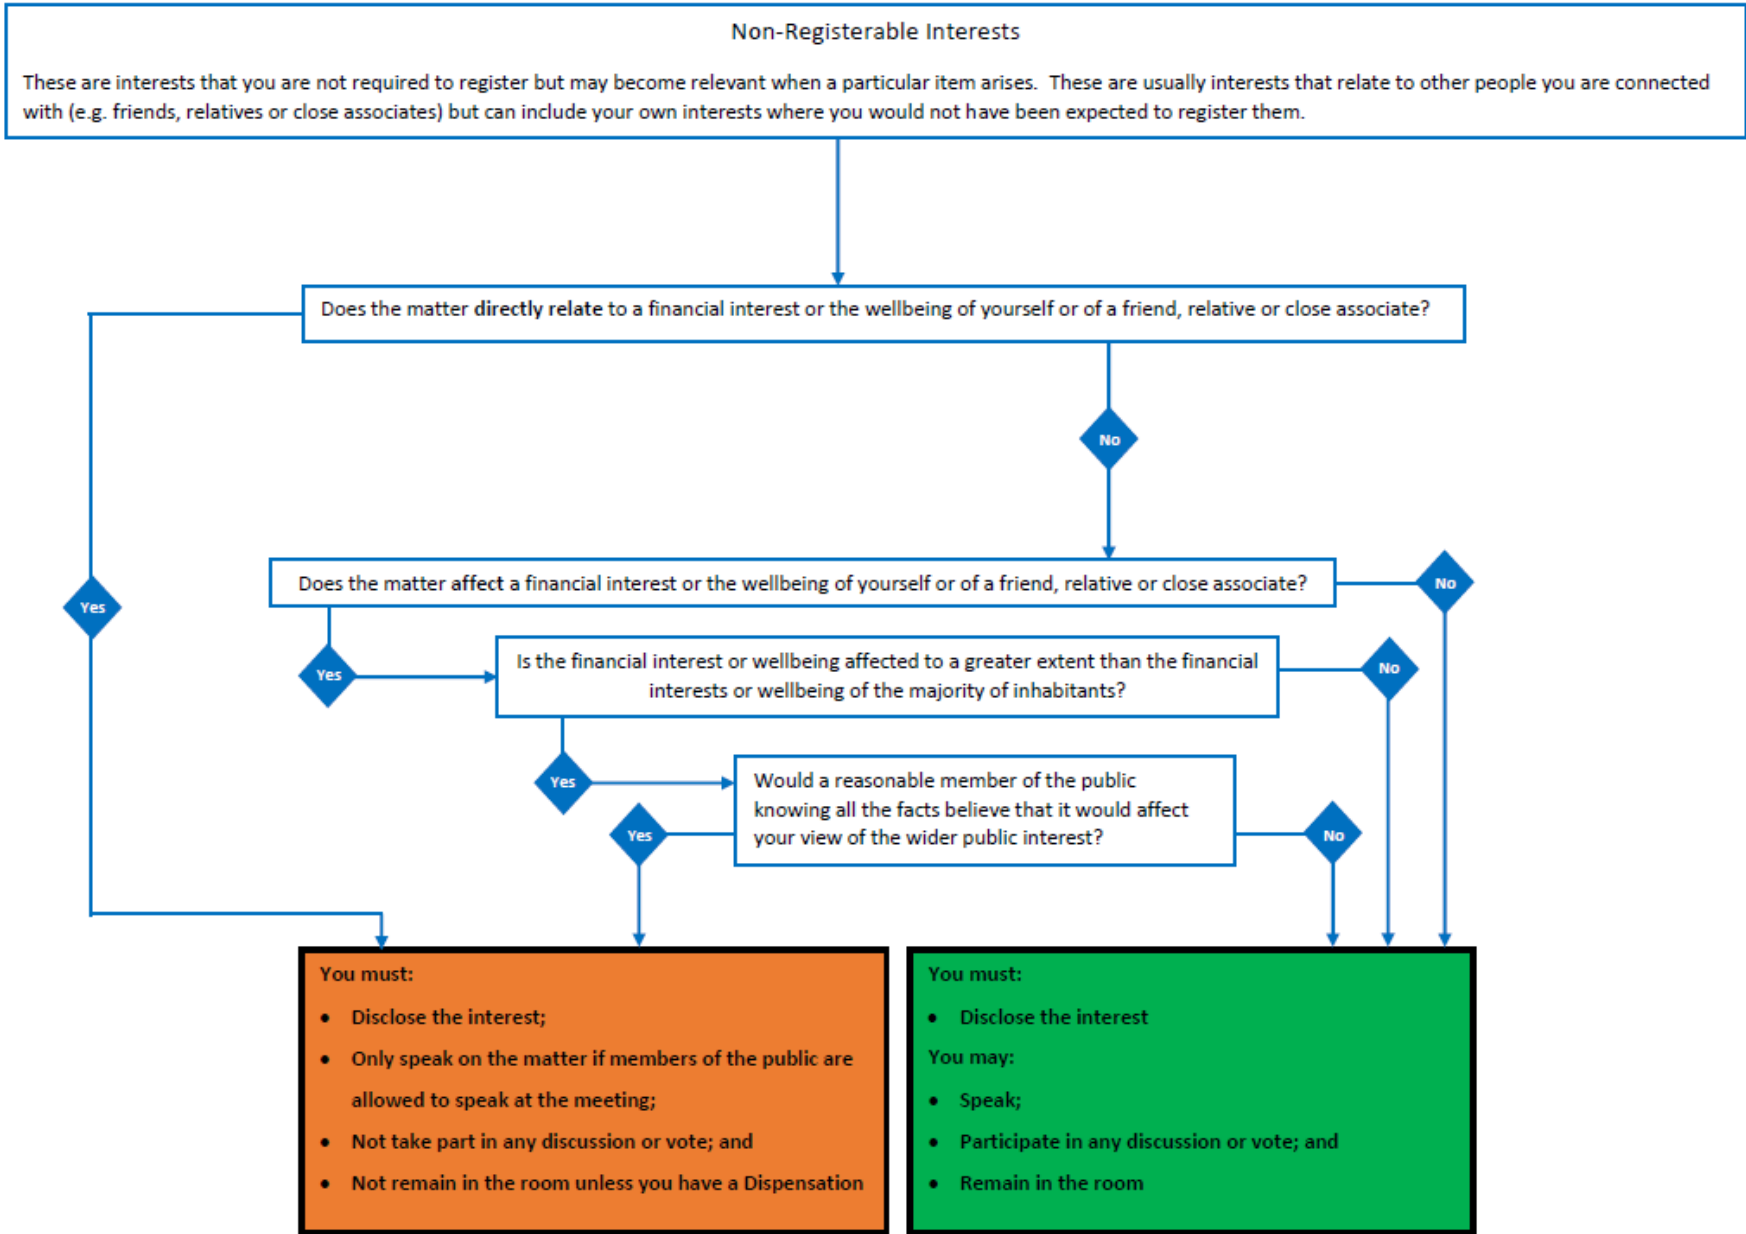 Non-Registerable Interests
These are interests that you are not required to register but may become relevant when a particular item arises.  These are usually interests that relate to other people you are connected
with (e.g. friends, relatives or close associates) but can include your own interests where you would not have been expected to register them.
Does the matter directly relate to a financial interest or the wellbeing of yourself or of a friend, relative or close associate?
No
Does the matter affect a financial interest or the wellbeing of yourself or of a friend, relative or close associate?
No
Yes
Yes
Is the financial interest or wellbeing affected to a greater extent than the financial
interests or wellbeing of the majority of inhabitants?
No
Yes
Would a reasonable member of the public
knowing all the facts believe that it would affect
your view of the wider public interest?
Yes
No
You must:
• Disclose the interest;
• Only speak on the matter if members of the public are
allowed to speak at the meeting;
• Not take part in any discussion or vote; and
• Not remain in the room unless you have a Dispensation
You must:
• Disclose the interest
You may:
• Speak;
• Participate in any discussion or vote; and
• Remain in the room